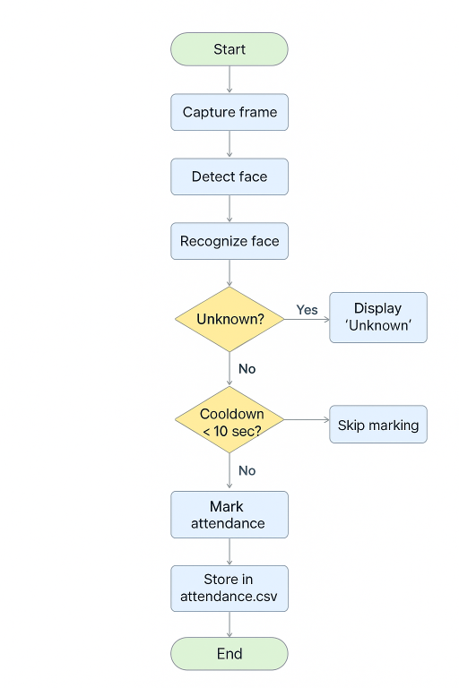 Start
Capture frame
Detect face
Recognize face
Unknown?
Yes
Display
‘Unknown’
No
Cooldown
< 10 sec?
Skip marking
No
Mark
attendance
Store in
attendance.csv
End